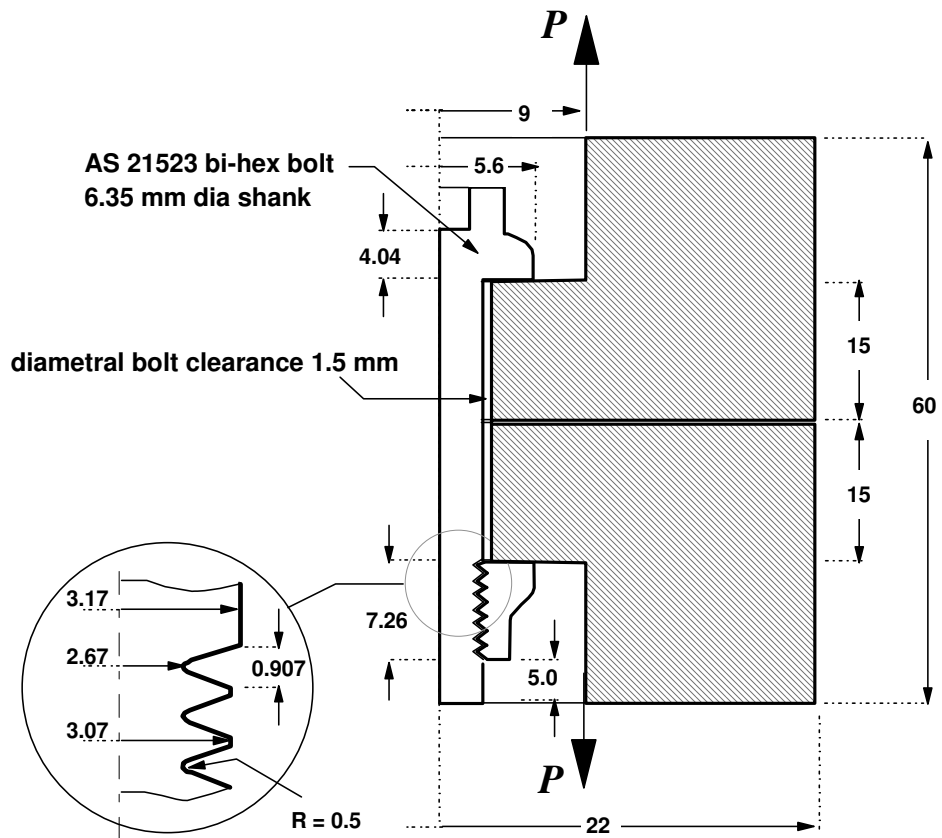 P
9
AS 21523 bi-hex bolt
6.35 mm dia shank
5.6
4.04
15
diametral bolt clearance 1.5 mm
60
15
3.17
7.26
2.67
0.907
5.0
3.07
P
R = 0.5
22